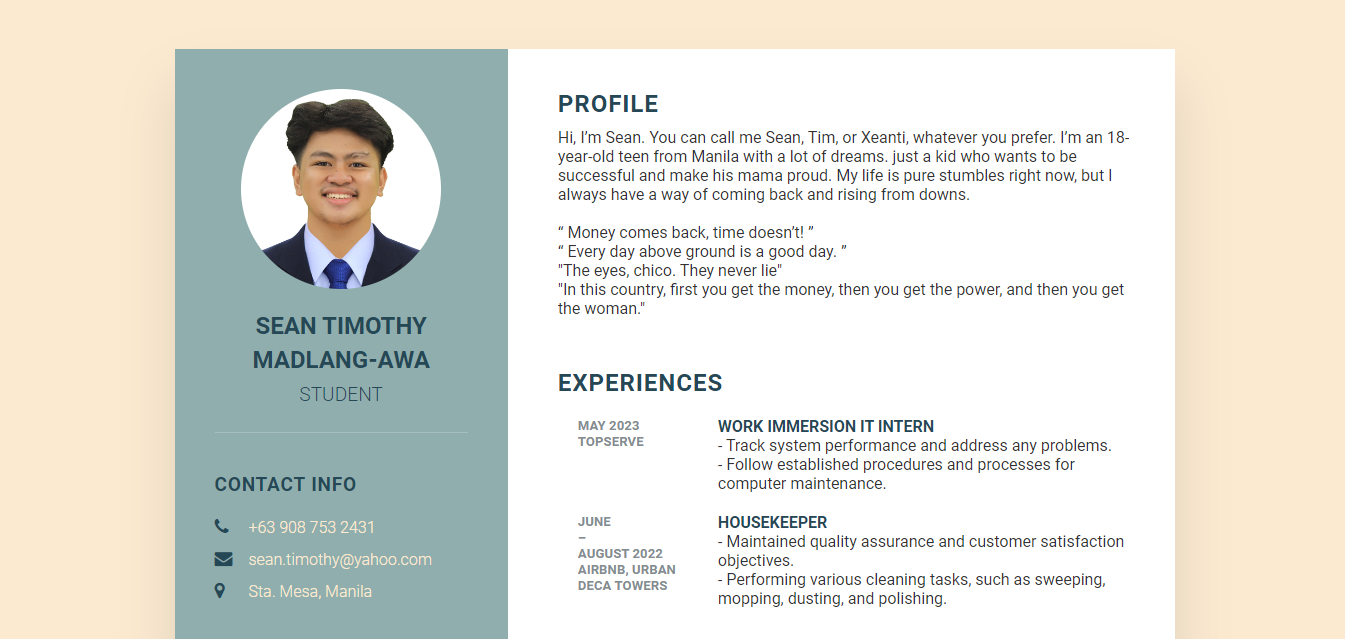 SEAN TIMOTHY
MADLANG-AWA
STUDENT
CONTACT INFO
+63 908 753 2431
sean.timothy@yahoo.com
Sta. Mesa, Manila
PROFILE
Hi, I’m Sean. You can call me Sean, Tim, or Xeanti, whatever you prefer. I’m an 18-
year-old teen from Manila with a lot of dreams. just a kid who wants to be
successful and make his mama proud. My life is pure stumbles right now, but I
always have a way of coming back and rising from downs.
“ Money comes back, time doesn’t! ”
“ Every day above ground is a good day. ”
"The eyes, chico. They never lie"
"In this country, first you get the money, then you get the power, and then you get
the woman."
EXPERIENCES
MAY 2023
TOPSERVE
WORK IMMERSION IT INTERN
- Track system performance and address any problems.
- Follow established procedures and processes for
computer maintenance.
JUNE
–
AUGUST 2022
AIRBNB, URBAN
DECA TOWERS
HOUSEKEEPER
- Maintained quality assurance and customer satisfaction
objectives.
- Performing various cleaning tasks, such as sweeping,
mopping, dusting, and polishing.